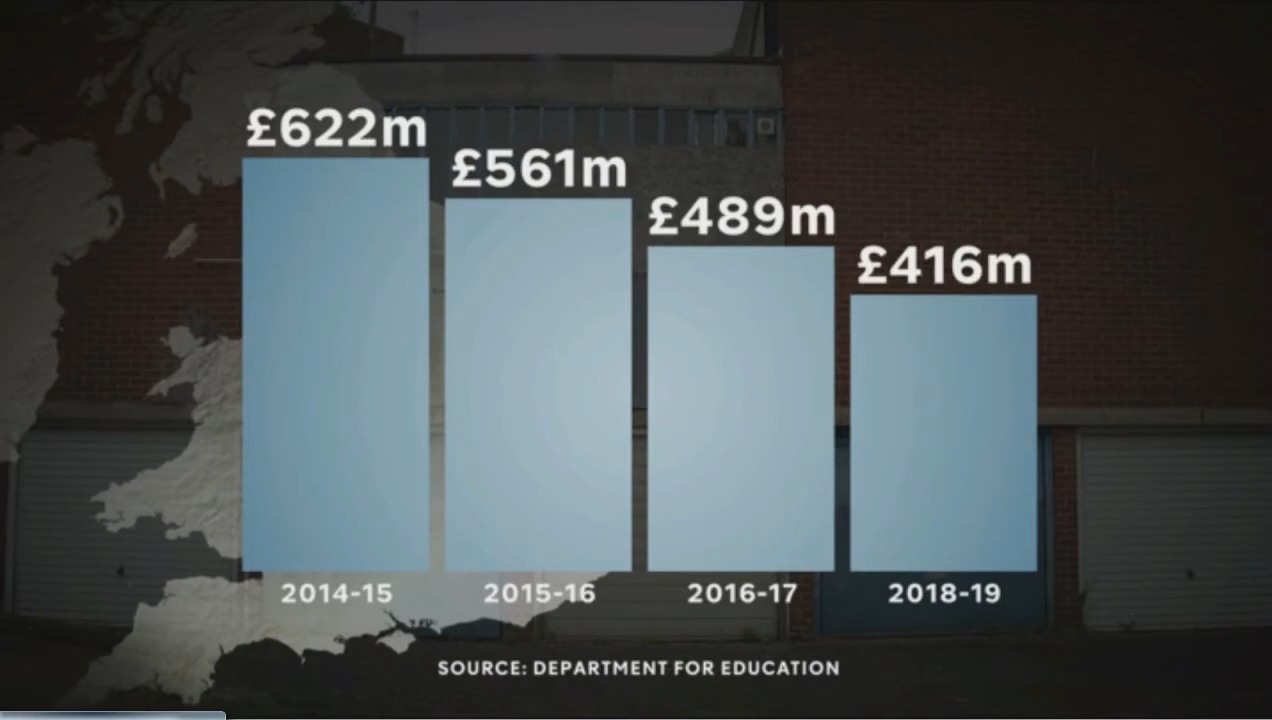 £622m
£561m
£489m
£416m
2014-15 2015-16 2016-17 2018-19
SOURCE: DEPARTMENT FOR EDUCATION